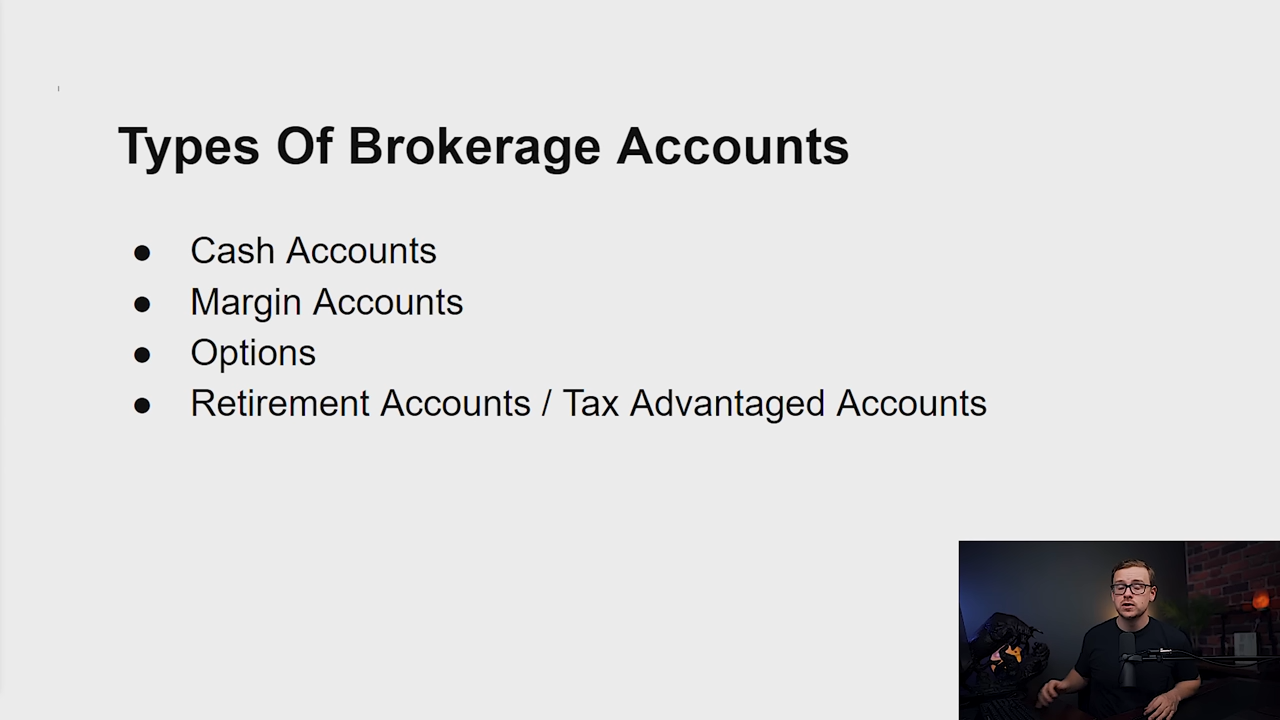 Types Of Brokerage Accounts
● Cash Accounts
● Margin Accounts
● Options
● Retirement Accounts / Tax Advantaged Accounts